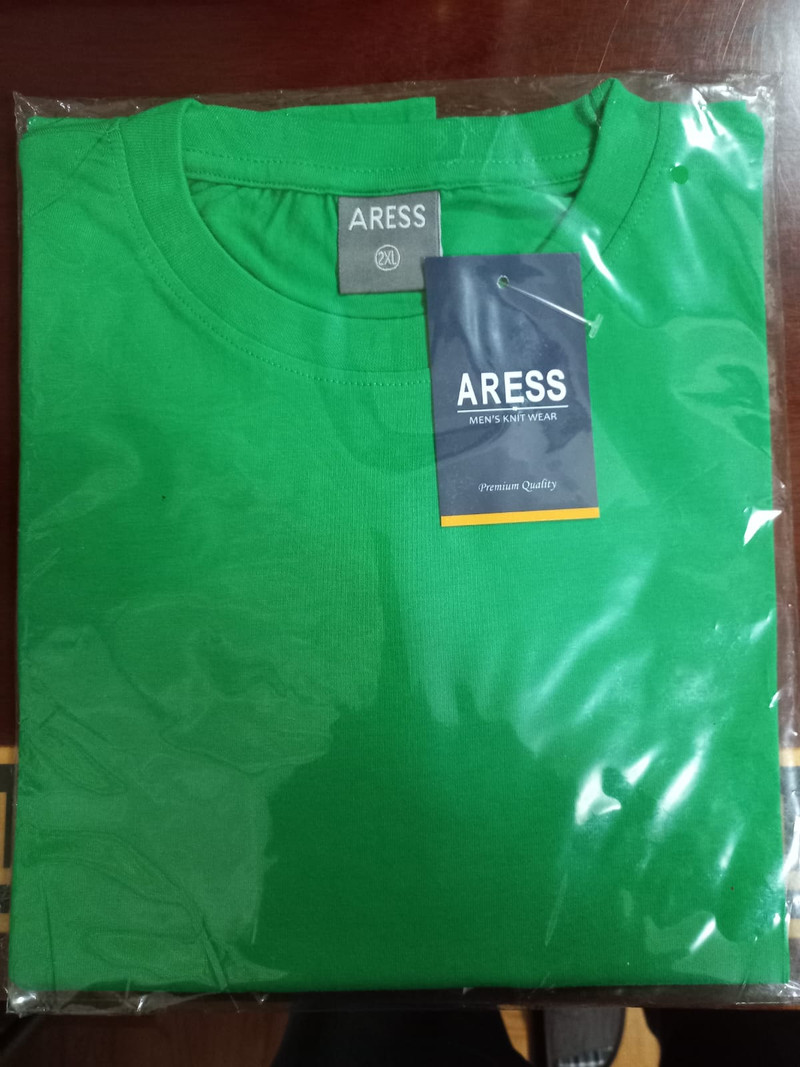 ARESS
2XL
ARESS
MEN'S KNIT WEAR
Premium Quality